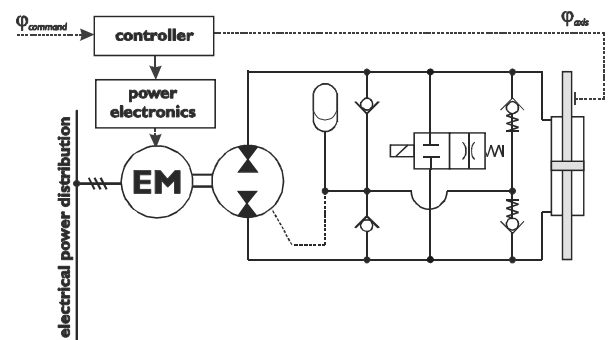 φcommand
φaxis
controller
power
electronics
EM
electrical power distribution